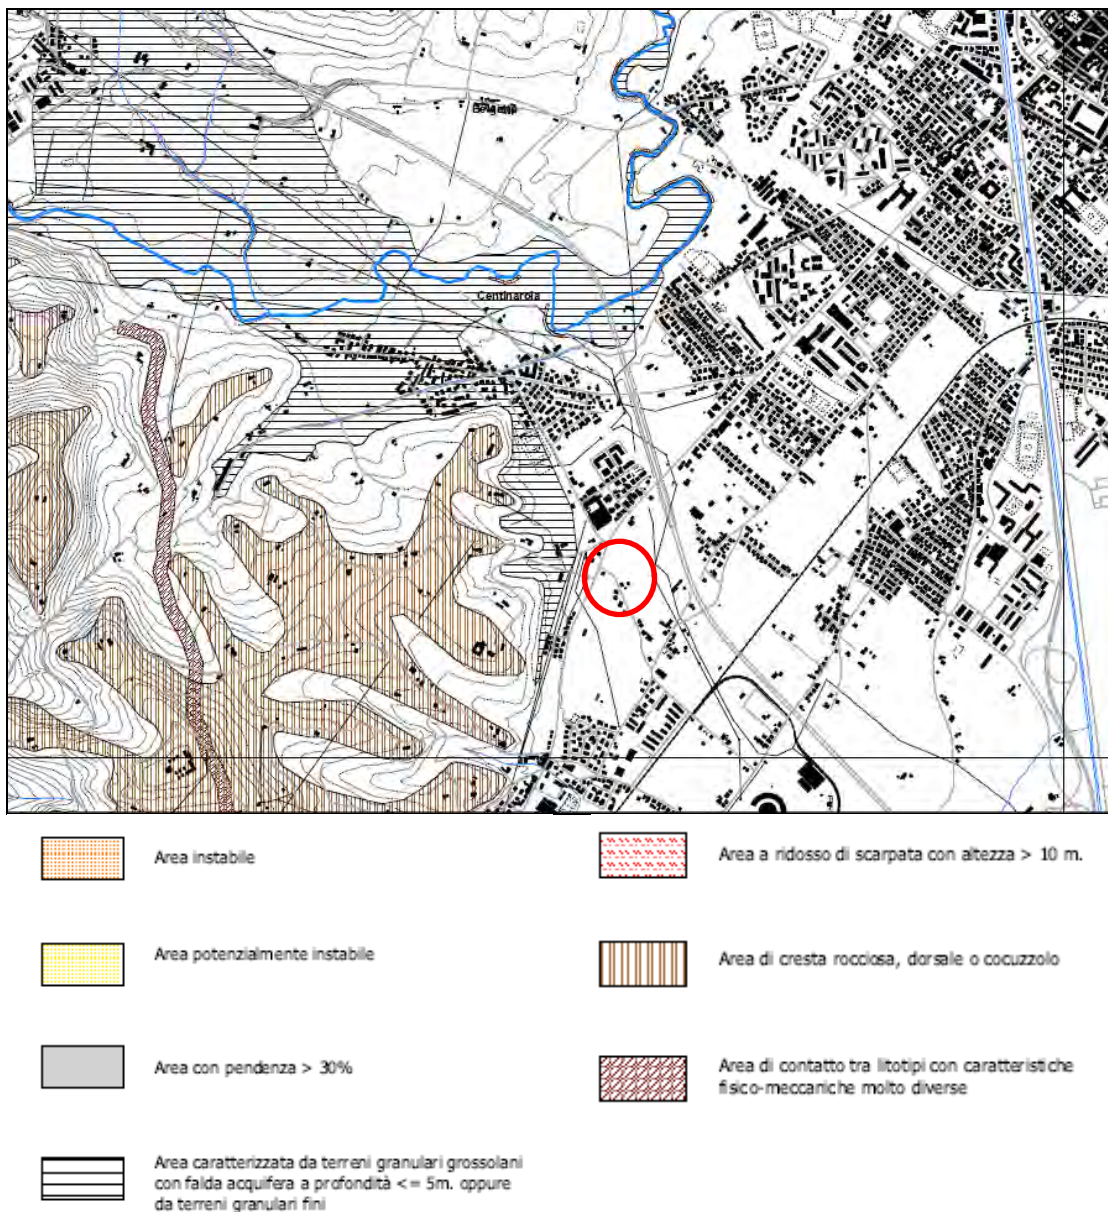 Centinarola
Area instabile
Area a ridosso di scarpata con altezza > 10 m.
Area potenzialmente instabile
Area di cresta rocciosa, dorsale o cocuzzolo
Area con pendenza > 30%
Area di contatto tra litotipi con caratteristiche
fisico-meccaniche molto diverse
Area caratterizzata da terreni granulari grossolani
con falda acquifera a profondità <= 5m. oppure
da terreni granulari fini